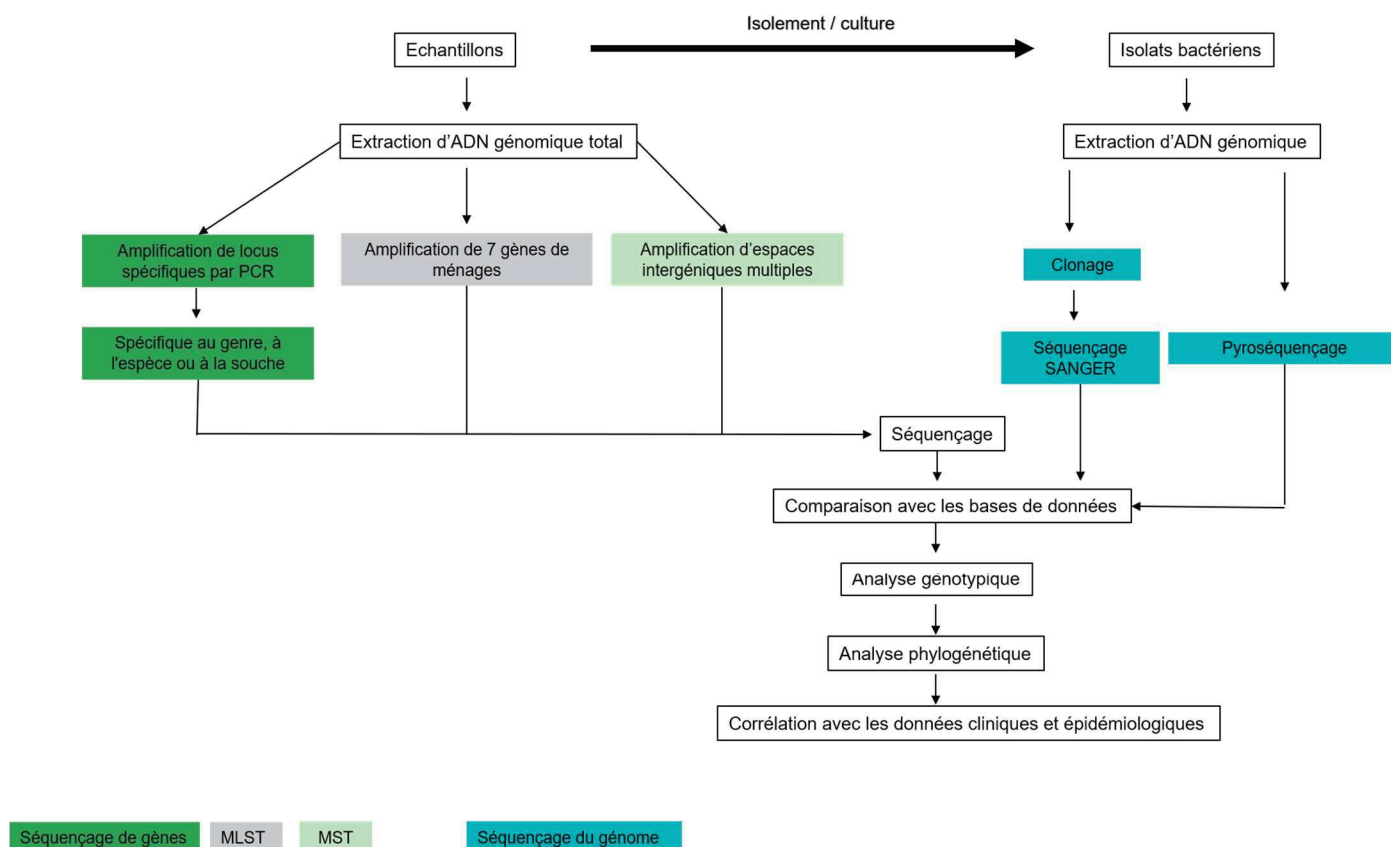 Isolement / culture
Echantillons
Isolats bactériens
Extraction d'ADN génomique total
Extraction d'ADN génomique
Amplification de locus
spécifiques par PCR
Amplification de 7 gènes de
ménages
Amplification d'espaces
intergéniques multiples
Clonage
Spécifique au genre, à
l'espèce ou à la souche
Séquençage
SANGER
Pyroséquençage
Séquençage
Comparaison avec les bases de données
Analyse génotypique
Analyse phylogénétique
Corrélation avec les données cliniques et épidémiologiques
Séquençage de gènes
MLST
MST
Séquençage du génome